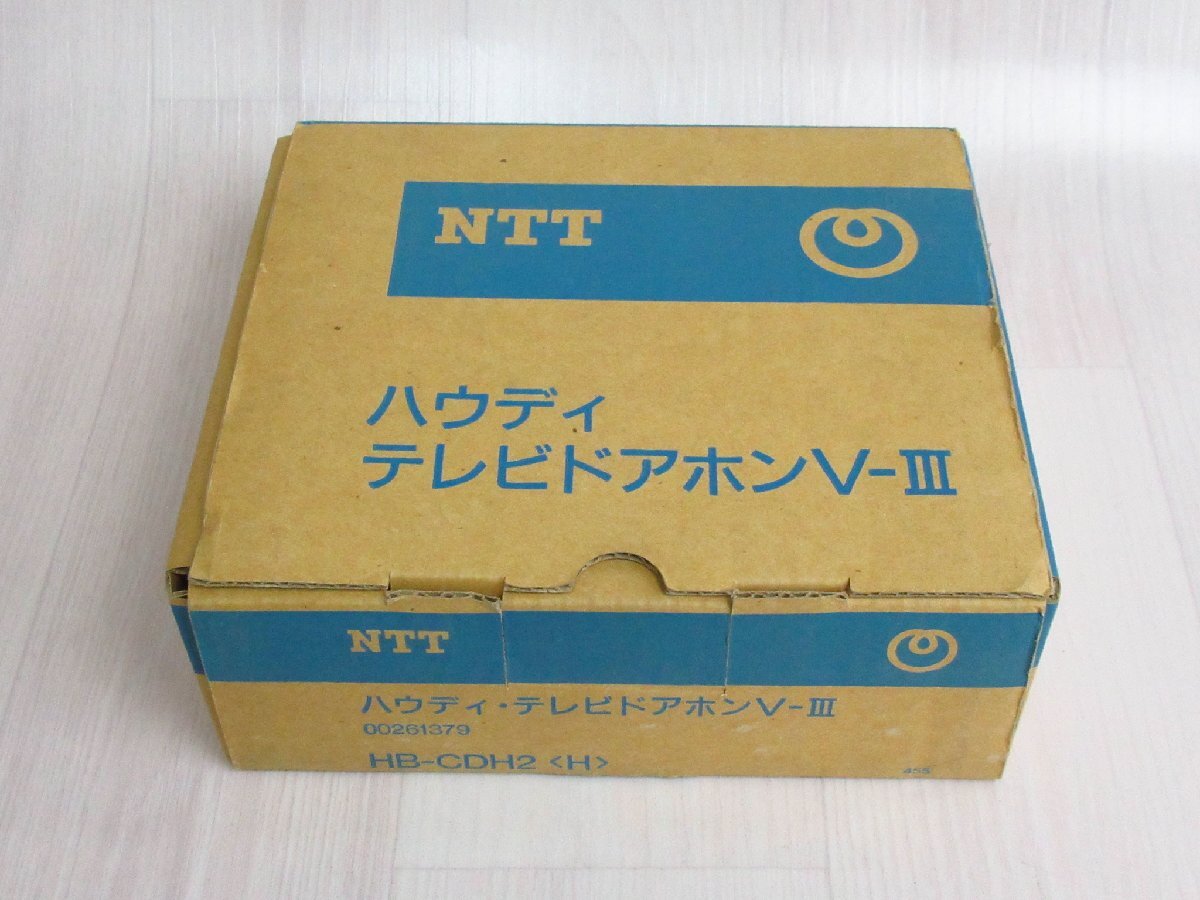 NTT
ハウディ
テレビドアホンV-III
NTT
ハウディ・テレビドアホンV-III
00261379
HB-CDH2〈H〉
455